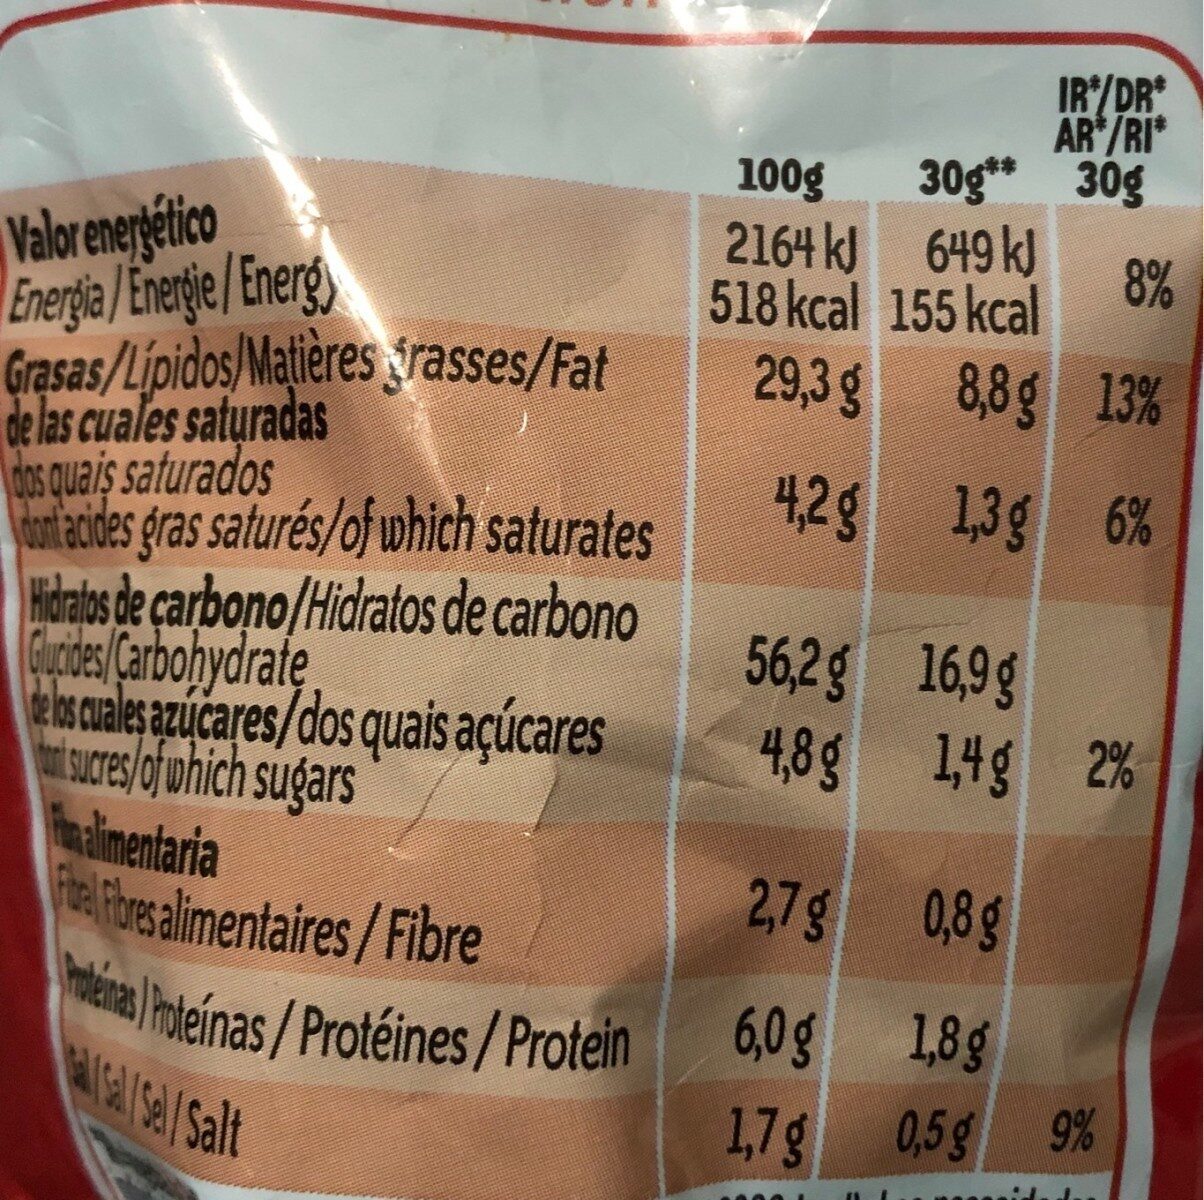 IR*/DR*
AR*/RI*
100g 30g** 30g
Valor energético
Energia / Énergie / Energy
2164 kJ 649 kJ
518 kcal 155 kcal 8%
Grasas/Lípidos/Matières grasses/Fat 29,3 g 8,8 g 13%
de las cuales saturadas
dos quais saturados
dont acides gras saturés/of which saturates 4,2 g 1,3 g 6%
Hidratos de carbono/Hidratos de carbono
Glucides/Carbohydrate 56,2 g 16,9 g
de los cuales azúcares/dos quais açúcares
dont sucres/of which sugars 4,8 g 1,4 g 2%
Fibra alimentaria
Fibra/ Fibres alimentaires / Fibre 2,7 g 0,8 g
Proteínas / Proteínas / Protéines / Protein 6,0 g 1,8 g
Sal / Sal / Sel / Salt 1,7 g 0,5 g 9%